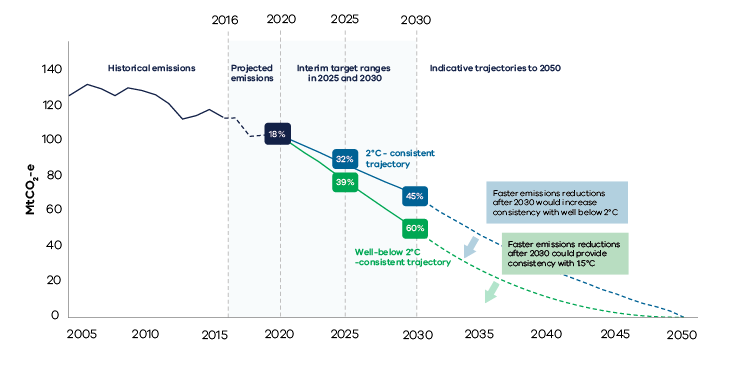 2016
2020
2025
2030
140
120
100
80
60
40
20
0
MtCO2-e
Historical emissions
Projected
emissions
Interim target ranges
in 2025 and 2030
Indicative trajectories to 2050
18%
32%
39%
45%
60%
2°C - consistent
trajectory
Well-below 2°C
-consistent trajectory
Faster emissions reductions
after 2030 would increase
consistency with well below 2°C
Faster emissions reductions
after 2030 could provide
consistency with 1.5°C
2005
2010
2015
2020
2025
2030
2035
2040
2045
2050